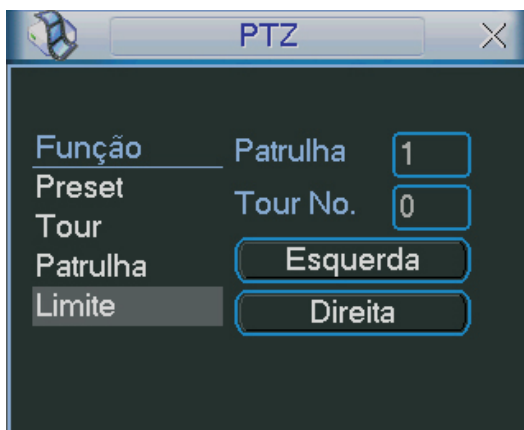 PTZ
Função
Preset
Tour
Patrulha
Limite
Patrulha 1
Tour No. 0
Esquerda
Direita